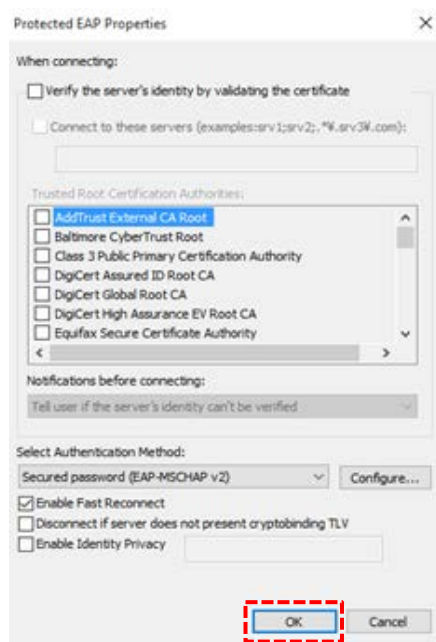 Protected EAP Properties
When connecting:
Verify the server's identity by validating the certificate
Connect to these servers (examples:srv1;srv2;.*¥.srv3¥.com):
Trusted Root Certification Authorities:
AddTrust External CA Root
Baltimore CyberTrust Root
Class 3 Public Primary Certification Authority
DigiCert Assured ID Root CA
DigiCert Global Root CA
DigiCert High Assurance EV Root CA
Equifax Secure Certificate Authority
Notifications before connecting:
Tell user if the server's identity can't be verified
Select Authentication Method:
Secured password (EAP-MSCHAP v2) Configure...
Enable Fast Reconnect
Disconnect if server does not present cryptobinding TLV
Enable Identity Privacy
OK Cancel